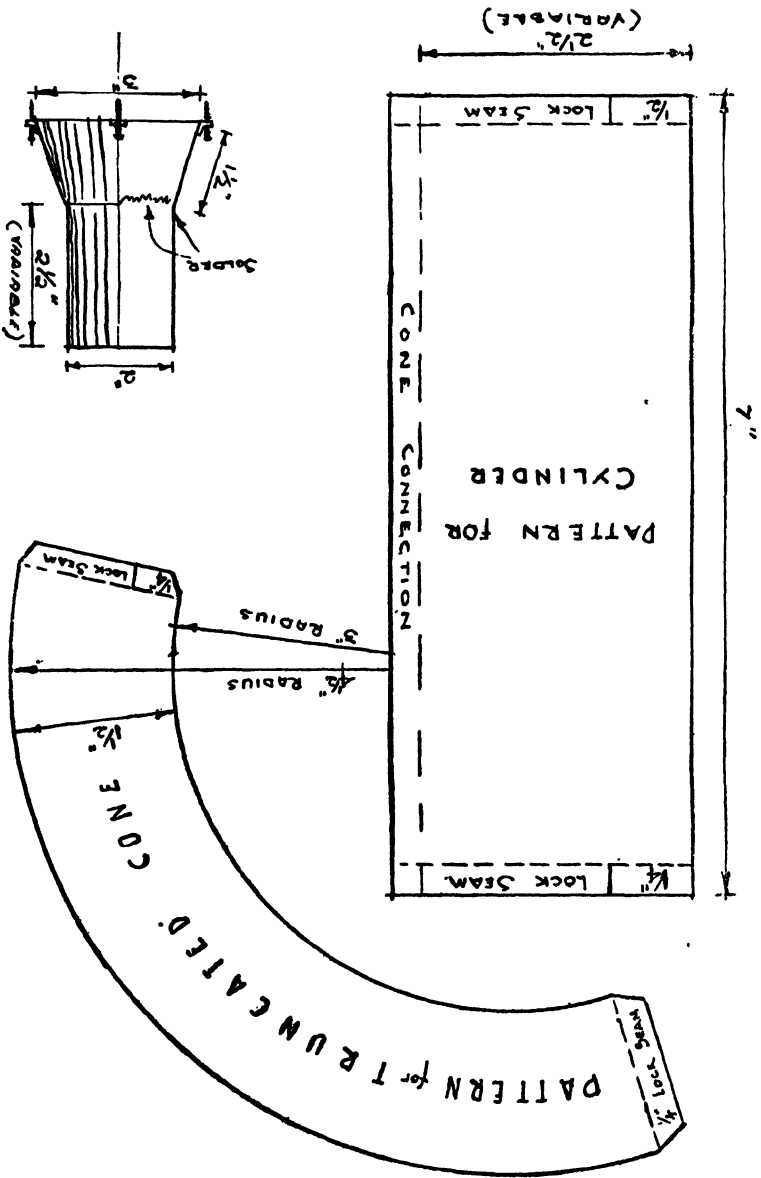 2½"
(VARIABLE)
½"
LOCK SEAM
7"
PATTERN FOR
CYLINDER
CONE CONNECTION
¼"
LOCK SEAM
3"
1½"
SOLDER
2½"
(VARIABLE)
2"
LOCK SEAM
¼"
3" RADIUS
4½" RADIUS
1½"
PATTERN for TRUNCATED CONE
¼" LOCK SEAM